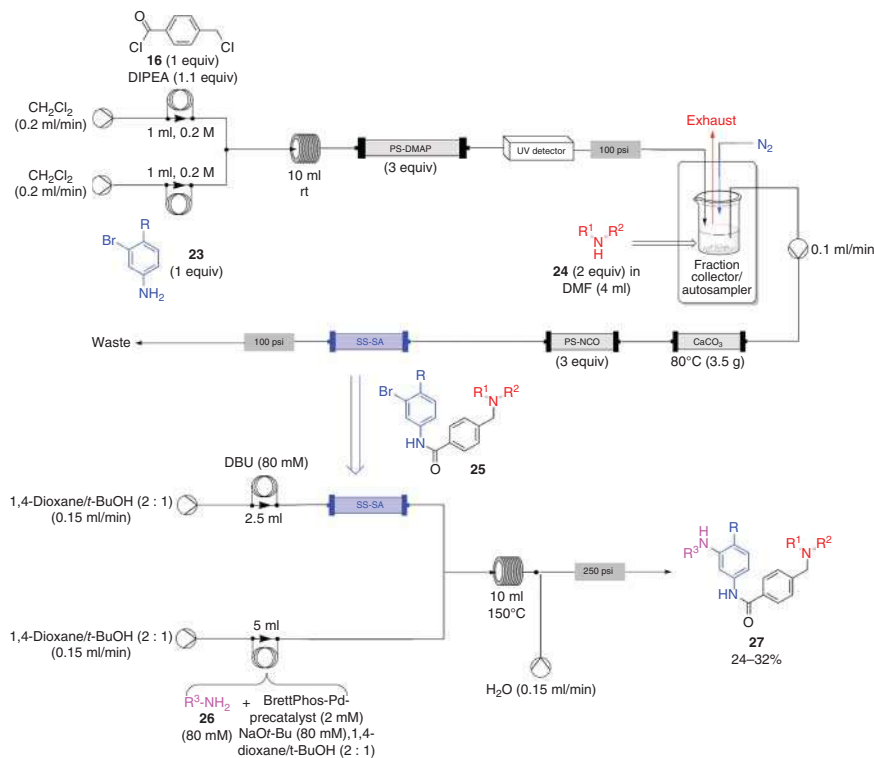 O
Cl
Cl
16 (1 equiv)
DIPEA (1.1 equiv)
CH2Cl2
(0.2 ml/min)
1 ml, 0.2 M
CH2Cl2
(0.2 ml/min)
1 ml, 0.2 M
10 ml
rt
PS-DMAP
(3 equiv)
UV detector
100 psi
Exhaust
N2
R
Br
NH2
23
(1 equiv)
R1 R2
N
H
24 (2 equiv) in
DMF (4 ml)
Fraction
collector/
autosampler
0.1 ml/min
Waste
100 psi
SS-SA
PS-NCO
(3 equiv)
CaCO3
80°C (3.5 g)
R
Br
HN
O
R1 R2
N
25
DBU (80 mM)
1,4-Dioxane/t-BuOH (2 : 1)
(0.15 ml/min)
2.5 ml
SS-SA
10 ml
150°C
250 psi
H
N
R3
R
HN
O
R1 R2
N
27
24–32%
1,4-Dioxane/t-BuOH (2 : 1)
(0.15 ml/min)
5 ml
H2O (0.15 ml/min)
R3-NH2 + BrettPhos-Pd-
26 precatalyst (2 mM)
(80 mM) NaOt-Bu (80 mM),1,4-
dioxane/t-BuOH (2 : 1)